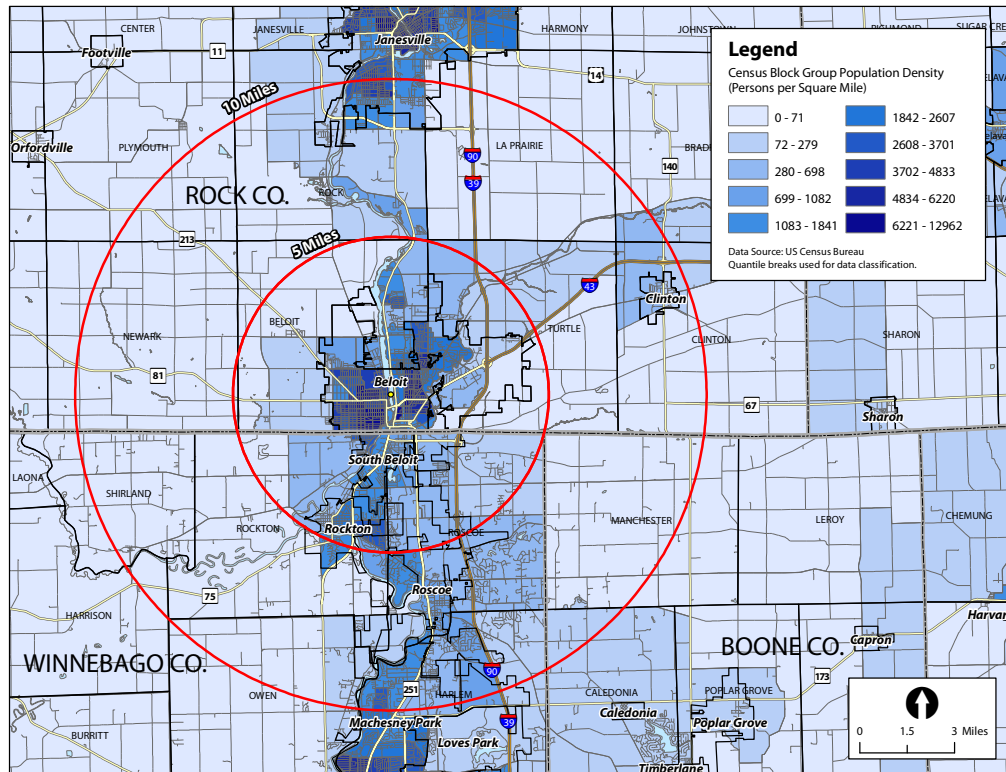 CENTER
JANESVILLE
Janesville
HARMONY
Footville
11
14
10 Miles
Orfordville
PLYMOUTH
90
LA PRAIRIE
39
140
ROCK CO.
ROCK
213
5 Miles
43
Clinton
BELOIT
TURTLE
NEWARK
CLINTON
SHARON
81
Beloit
67
Sharon
South Beloit
LAONA
SHIRLAND
ROCKTON
Rockton
ROSCOE
MANCHESTER
LEROY
CHEMUNG
75
Roscoe
HARRISON
WINNEBAGO CO.
BOONE CO.
Capron
90
173
OWEN
251
HARLEM
CALEDONIA
POPLAR GROVE
Machesney Park
39
Caledonia
Poplar Grove
BURRITT
Loves Park
Timberlane
Legend
Census Block Group Population Density
(Persons per Square Mile)
0 - 71
72 - 279
280 - 698
699 - 1082
1083 - 1841
1842 - 2607
2608 - 3701
3702 - 4833
4834 - 6220
6221 - 12962
Data Source: US Census Bureau
Quantile breaks used for data classification.
0 1.5 3 Miles